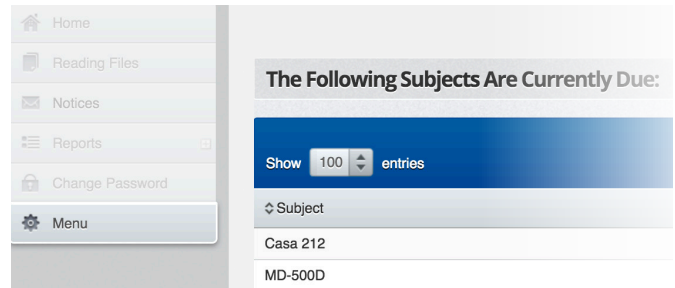 Home
Reading Files
Notices
Reports
Change Password
Menu
The Following Subjects Are Currently Due:
Show 100 entries
Subject
Casa 212
MD-500D